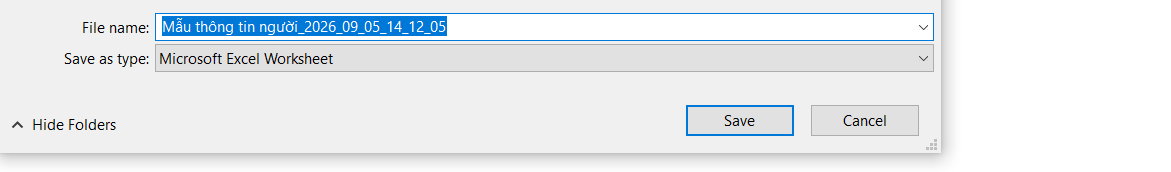 File name: Mẫu thông tin người_2026_09_05_14_12_05
Save as type: Microsoft Excel Worksheet
Hide Folders Save Cancel